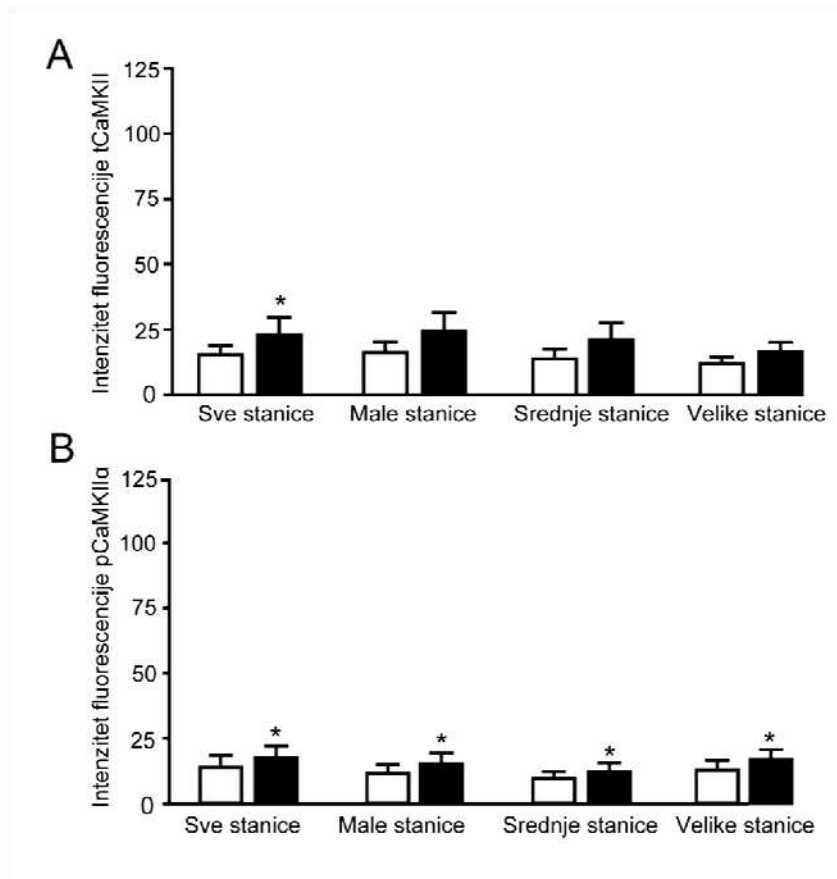 A
Intenzitet fluorescencije tCaMKII
125
100
75
50
25
0
*
Sve stanice
Male stanice
Srednje stanice
Velike stanice
B
Intenzitet fluorescencije pCaMKIIα
125
100
75
50
25
0
*
*
*
*
Sve stanice
Male stanice
Srednje stanice
Velike stanice